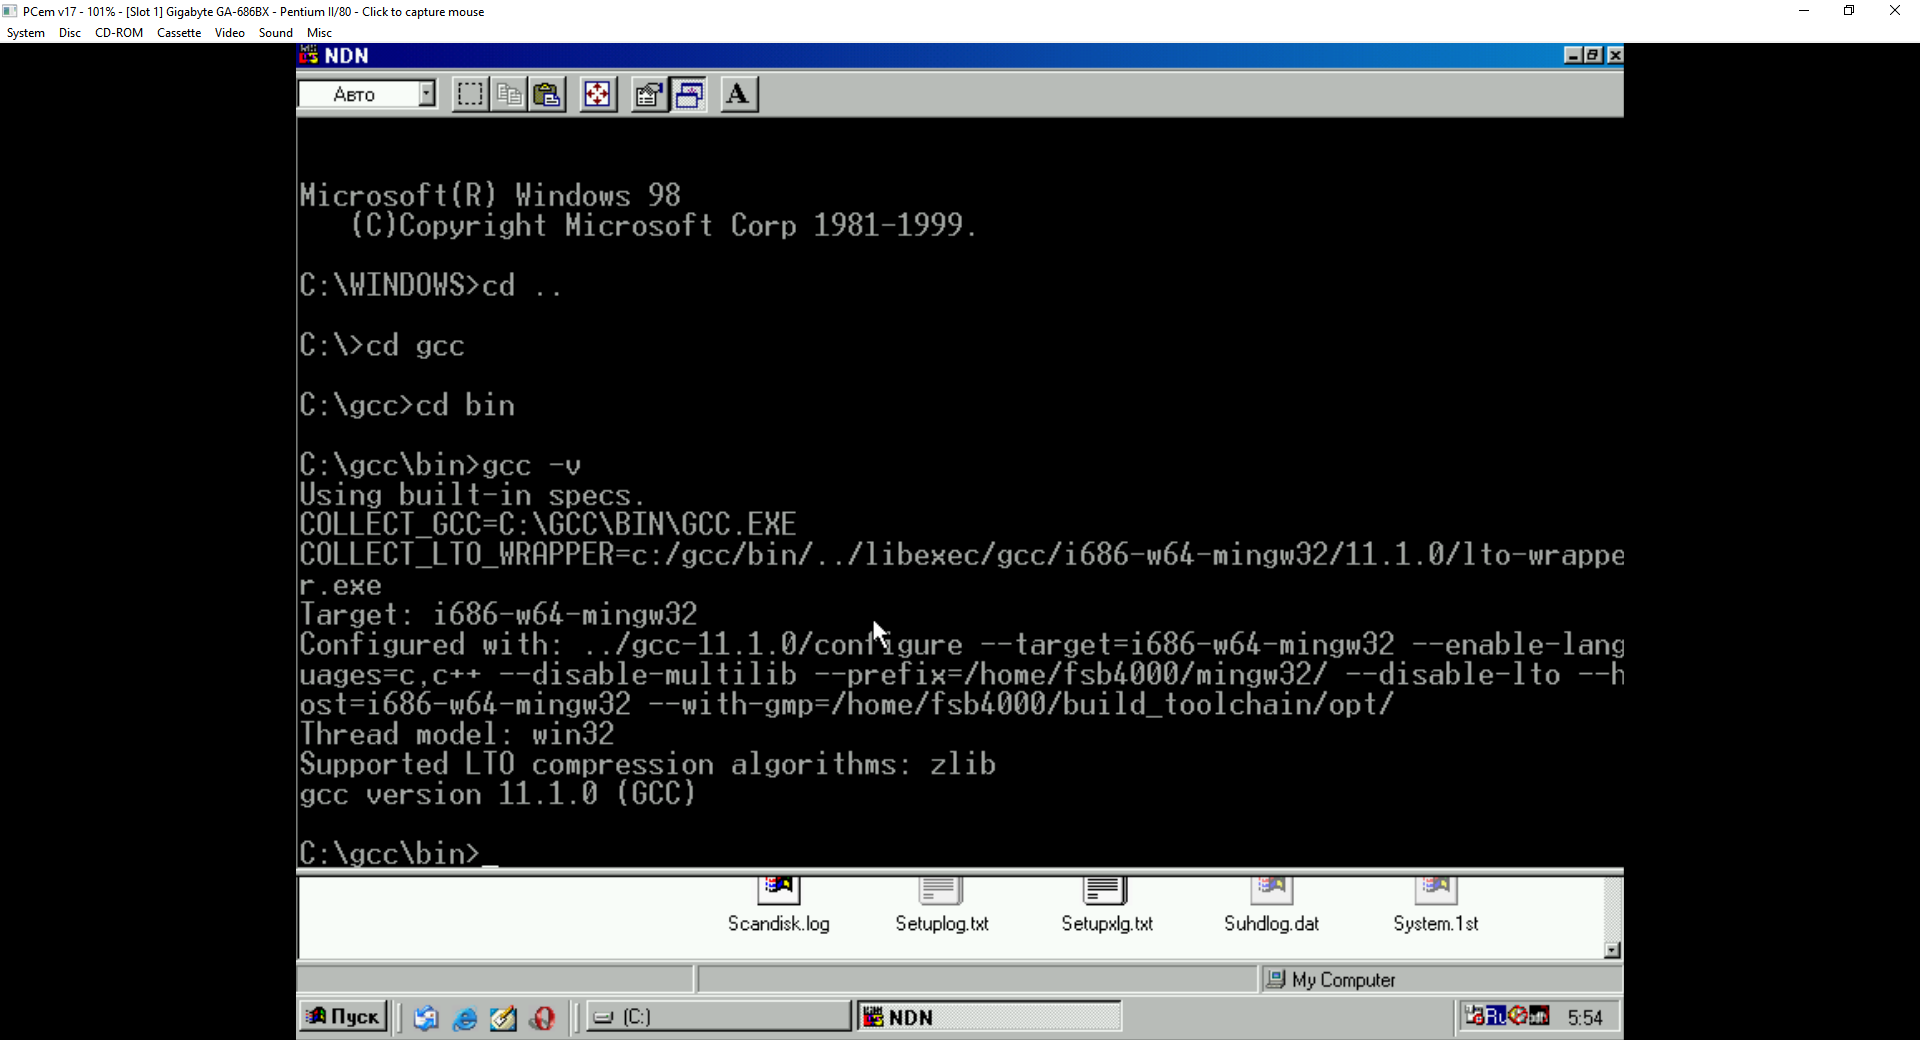 PCem v17 - 101% - [Slot 1] Gigabyte GA-686BX - Pentium II/80 - Click to capture mouse
System Disc CD-ROM Cassette Video Sound Misc
NDN
Авто
A
Microsoft(R) Windows 98
(C)Copyright Microsoft Corp 1981-1999.
C:\WINDOWS>cd ..
C:\>cd gcc
C:\gcc>cd bin
C:\gcc\bin>gcc -v
Using built-in specs.
COLLECT_GCC=C:\GCC\BIN\GCC.EXE
COLLECT_LTO_WRAPPER=c:/gcc/bin/../libexec/gcc/i686-w64-mingw32/11.1.0/lto-wrappe
r.exe
Target: i686-w64-mingw32
Configured with: ../gcc-11.1.0/configure --target=i686-w64-mingw32 --enable-lang
uages=c,c++ --disable-multilib --prefix=/home/fsb4000/mingw32/ --disable-lto --h
ost=i686-w64-mingw32 --with-gmp=/home/fsb4000/build_toolchain/opt/
Thread model: win32
Supported LTO compression algorithms: zlib
gcc version 11.1.0 (GCC)
C:\gcc\bin>_
Scandisk.log Setuplog.txt Setupxlg.txt Suhdlog.dat System.1st
My Computer
Пуск (C:) NDN Ru 5:54